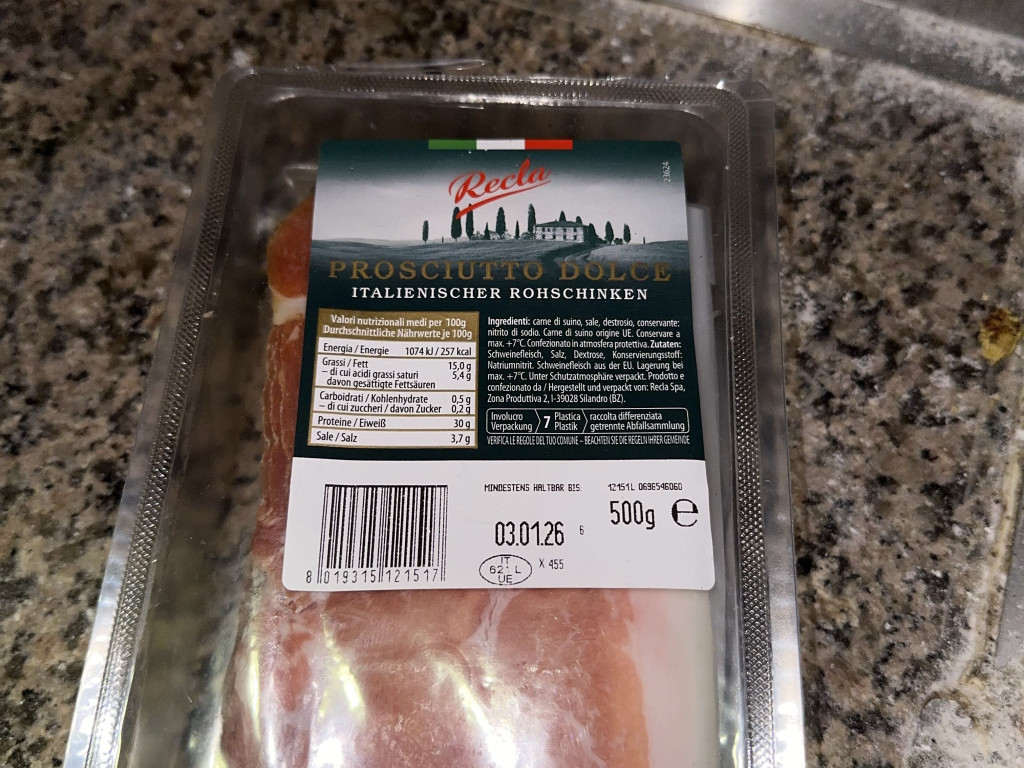 Recla
23624
PROSCIUTTO DOLCE
ITALIENISCHER ROHSCHINKEN
Valori nutrizionali medi per 100g
Durchschnittliche Nährwerte je 100g
Energia / Energie 1074 kJ / 257 kcal
Grassi / Fett 15,0 g
– di cui acidi grassi saturi 5,4 g
davon gesättigte Fettsäuren
Carboidrati / Kohlenhydrate 0,5 g
– di cui zuccheri / davon Zucker 0,2 g
Proteine / Eiweiß 30 g
Sale / Salz 3,7 g
Ingredienti: carne di suino, sale, destrosio, conservante:
nitrito di sodio. Carne di suino origine UE. Conservare a
max. +7°C. Confezionato in atmosfera protettiva. Zutaten:
Schweinefleisch, Salz, Dextrose, Konservierungsstoff:
Natriumnitrit. Schweinefleisch aus der EU. Lagerung bei
max. +7°C. Unter Schutzatmosphäre verpackt. Prodotto e
confezionato da / Hergestellt und verpackt von: Recla Spa,
Zona Produttiva 2, I-39028 Silandro (BZ).
Involucro 7 Plastica raccolta differenziata
Verpackung Plastik getrennte Abfallsammlung
VERIFICA LE REGOLE DEL TUO COMUNE – BEACHTEN SIE DIE REGELN IHRER GEMEINDE
MINDESTENS HALTBAR BIS: 12151L 0696546060
03.01.26 6 500g e
IT X 455
62 L
UE
8 019315 121517